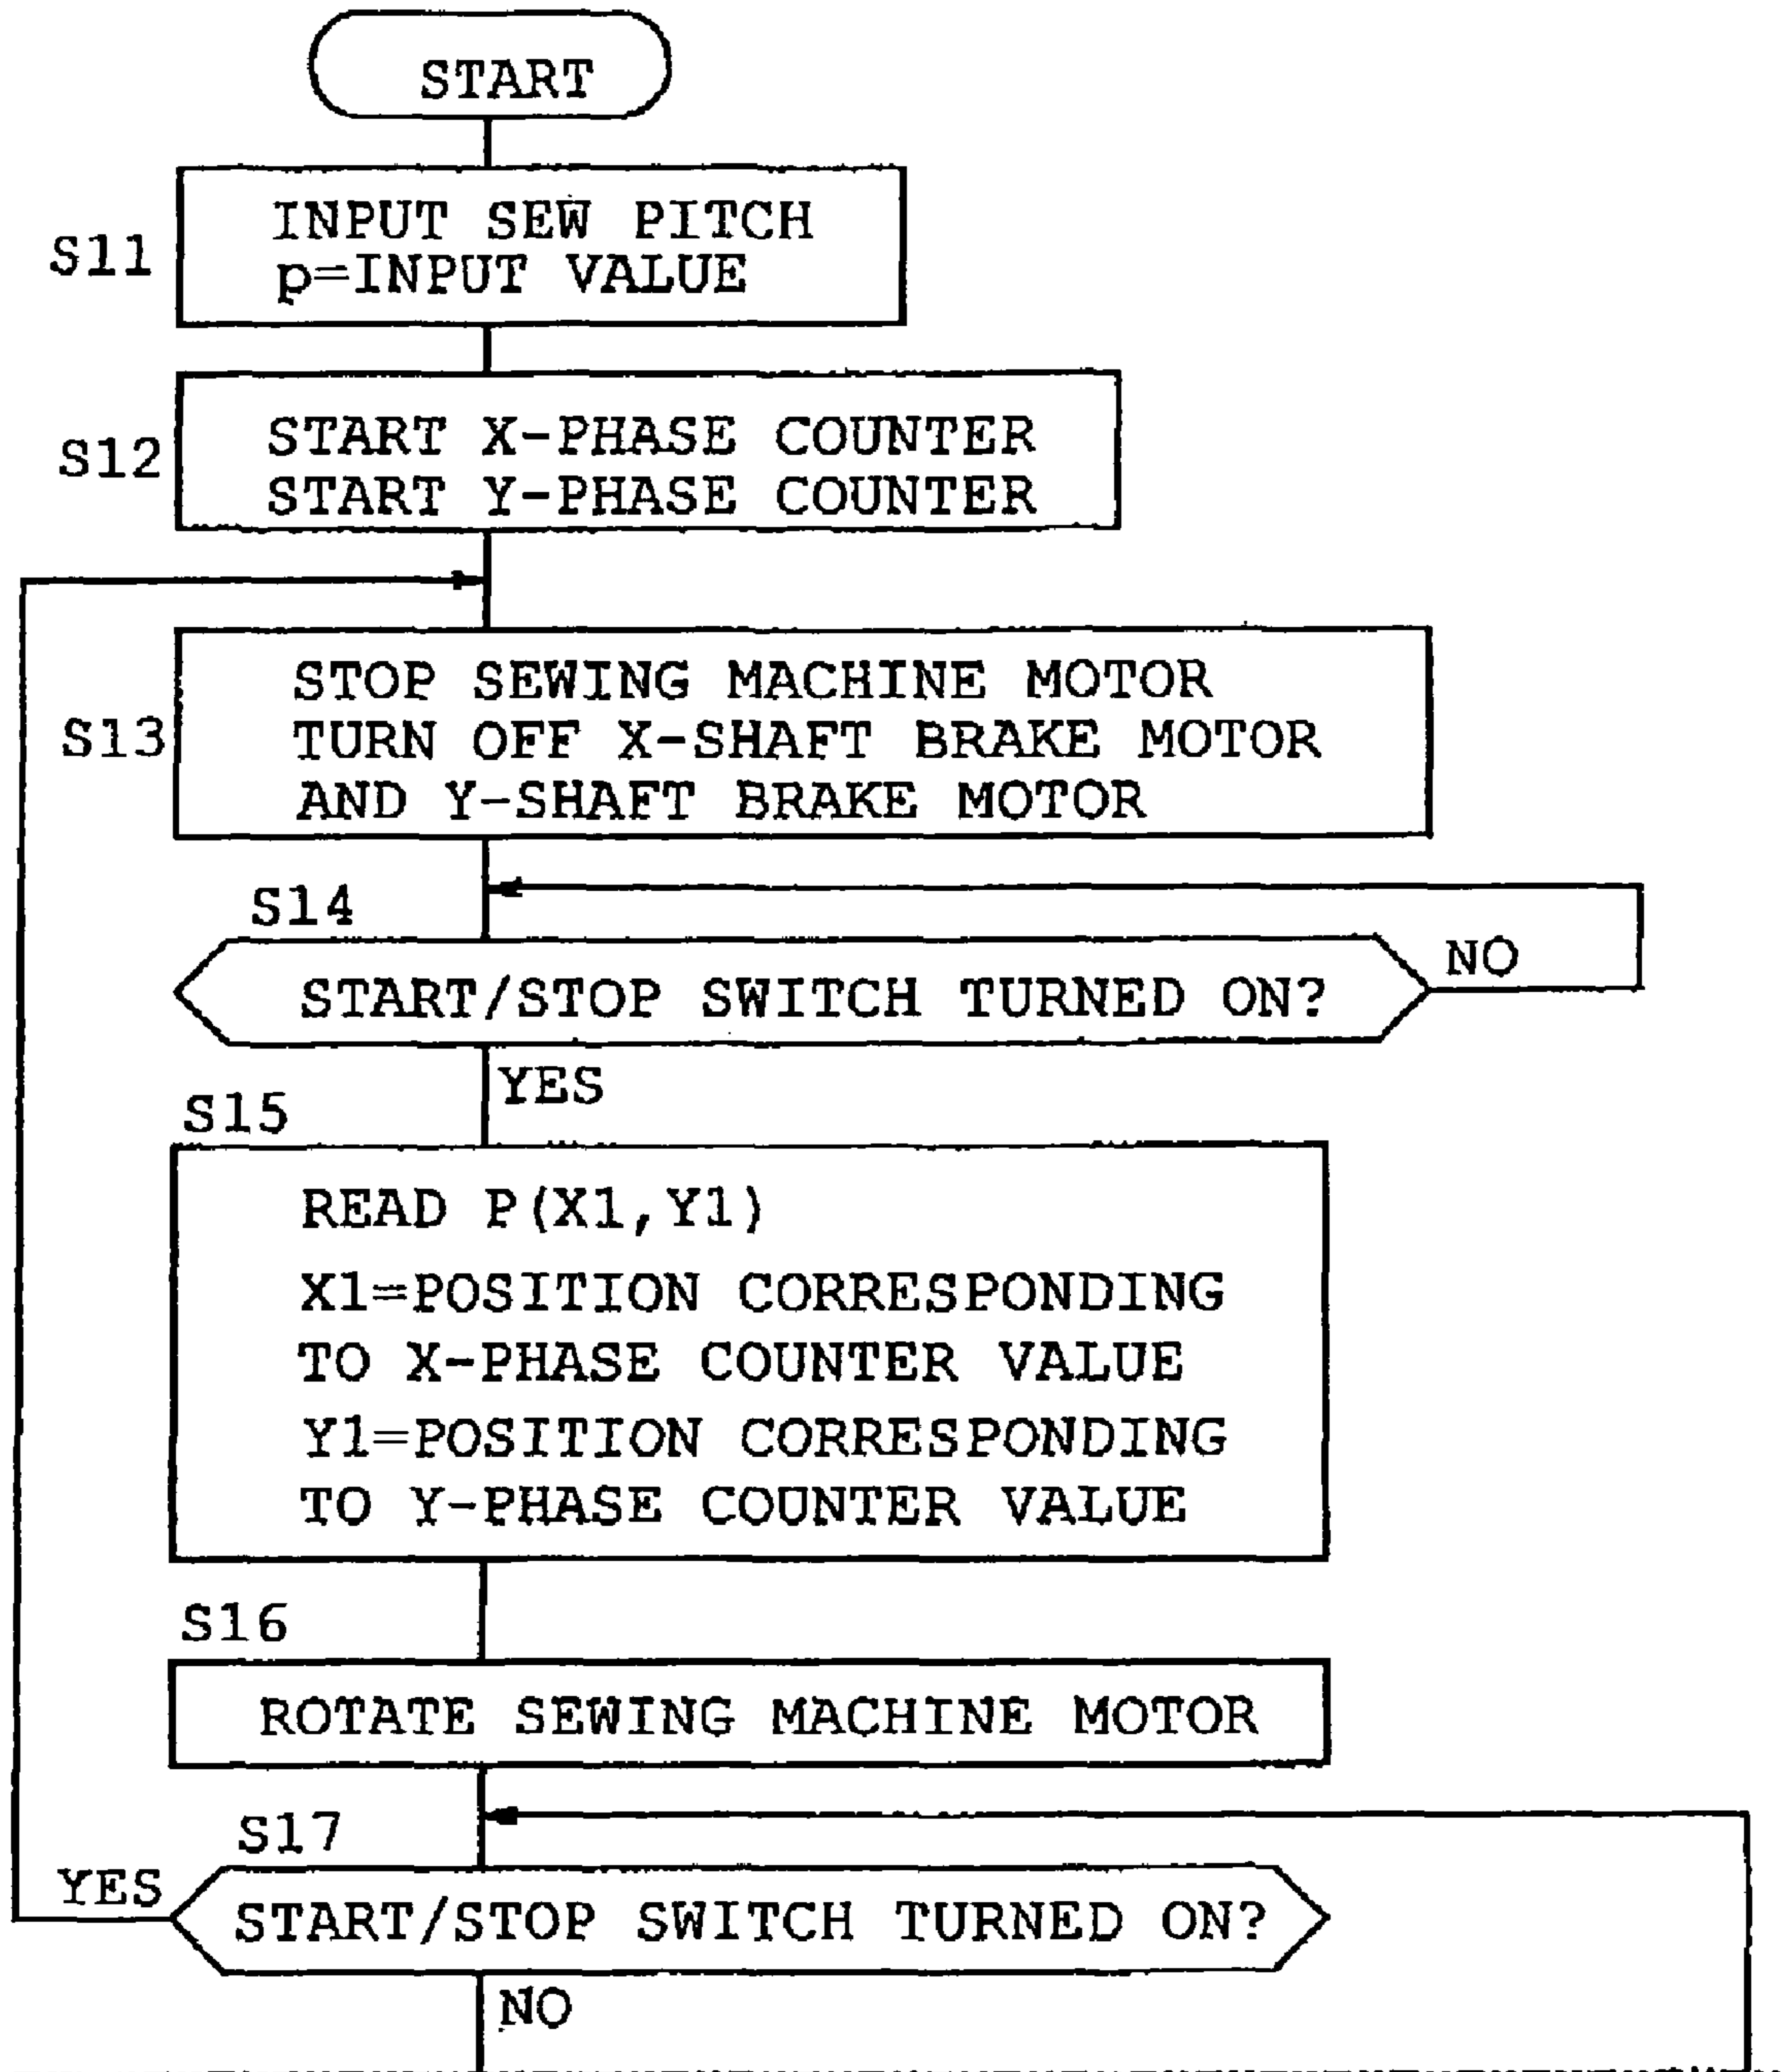 START
S11
INPUT SEW PITCH
p=INPUT VALUE
S12
START X-PHASE COUNTER
START Y-PHASE COUNTER
S13
STOP SEWING MACHINE MOTOR
TURN OFF X-SHAFT BRAKE MOTOR
AND Y-SHAFT BRAKE MOTOR
S14
START/STOP SWITCH TURNED ON?
NO
YES
S15
READ P(X1,Y1)
X1=POSITION CORRESPONDING
TO X-PHASE COUNTER VALUE
Y1=POSITION CORRESPONDING
TO Y-PHASE COUNTER VALUE
S16
ROTATE SEWING MACHINE MOTOR
S17
YES
START/STOP SWITCH TURNED ON?
NO